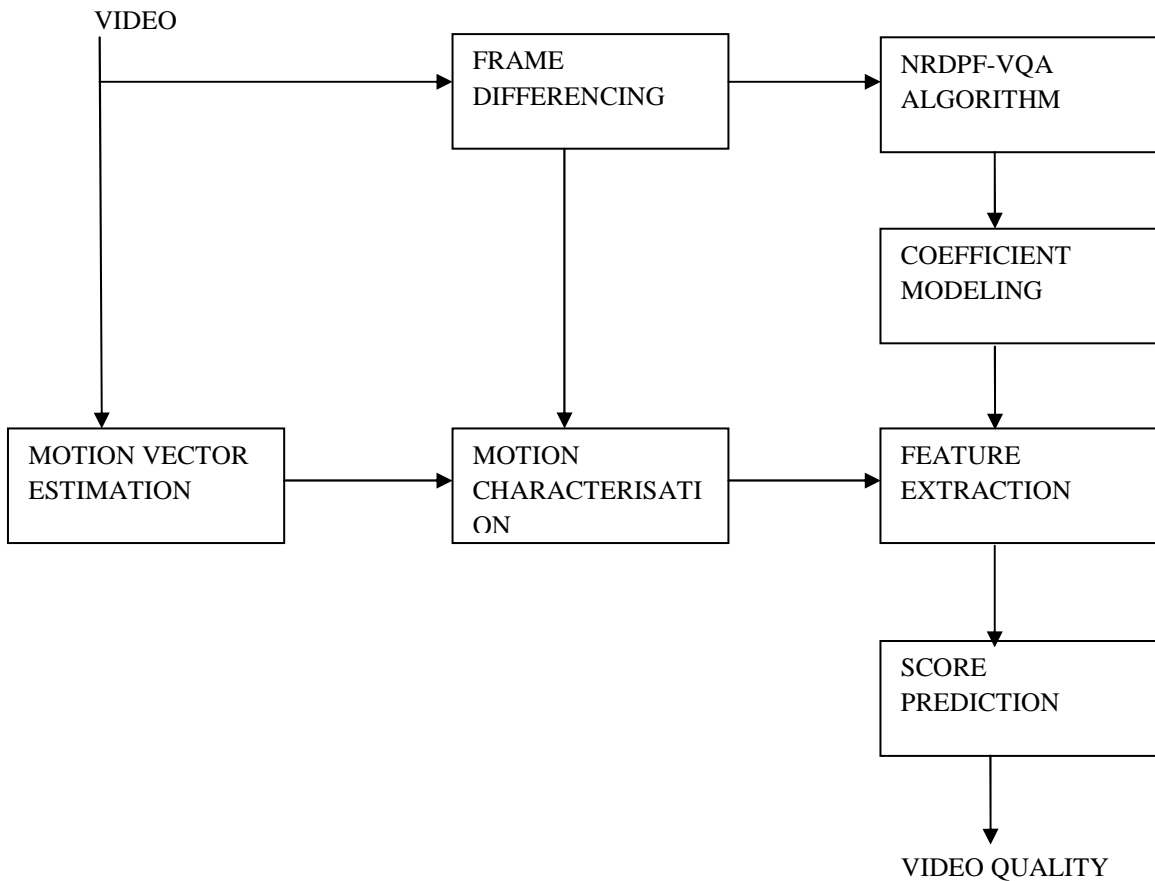 VIDEO
FRAME
DIFFERENCING
NRDPF-VQA
ALGORITHM
COEFFICIENT
MODELING
MOTION VECTOR
ESTIMATION
MOTION
CHARACTERISATI
ON
FEATURE
EXTRACTION
SCORE
PREDICTION
VIDEO QUALITY